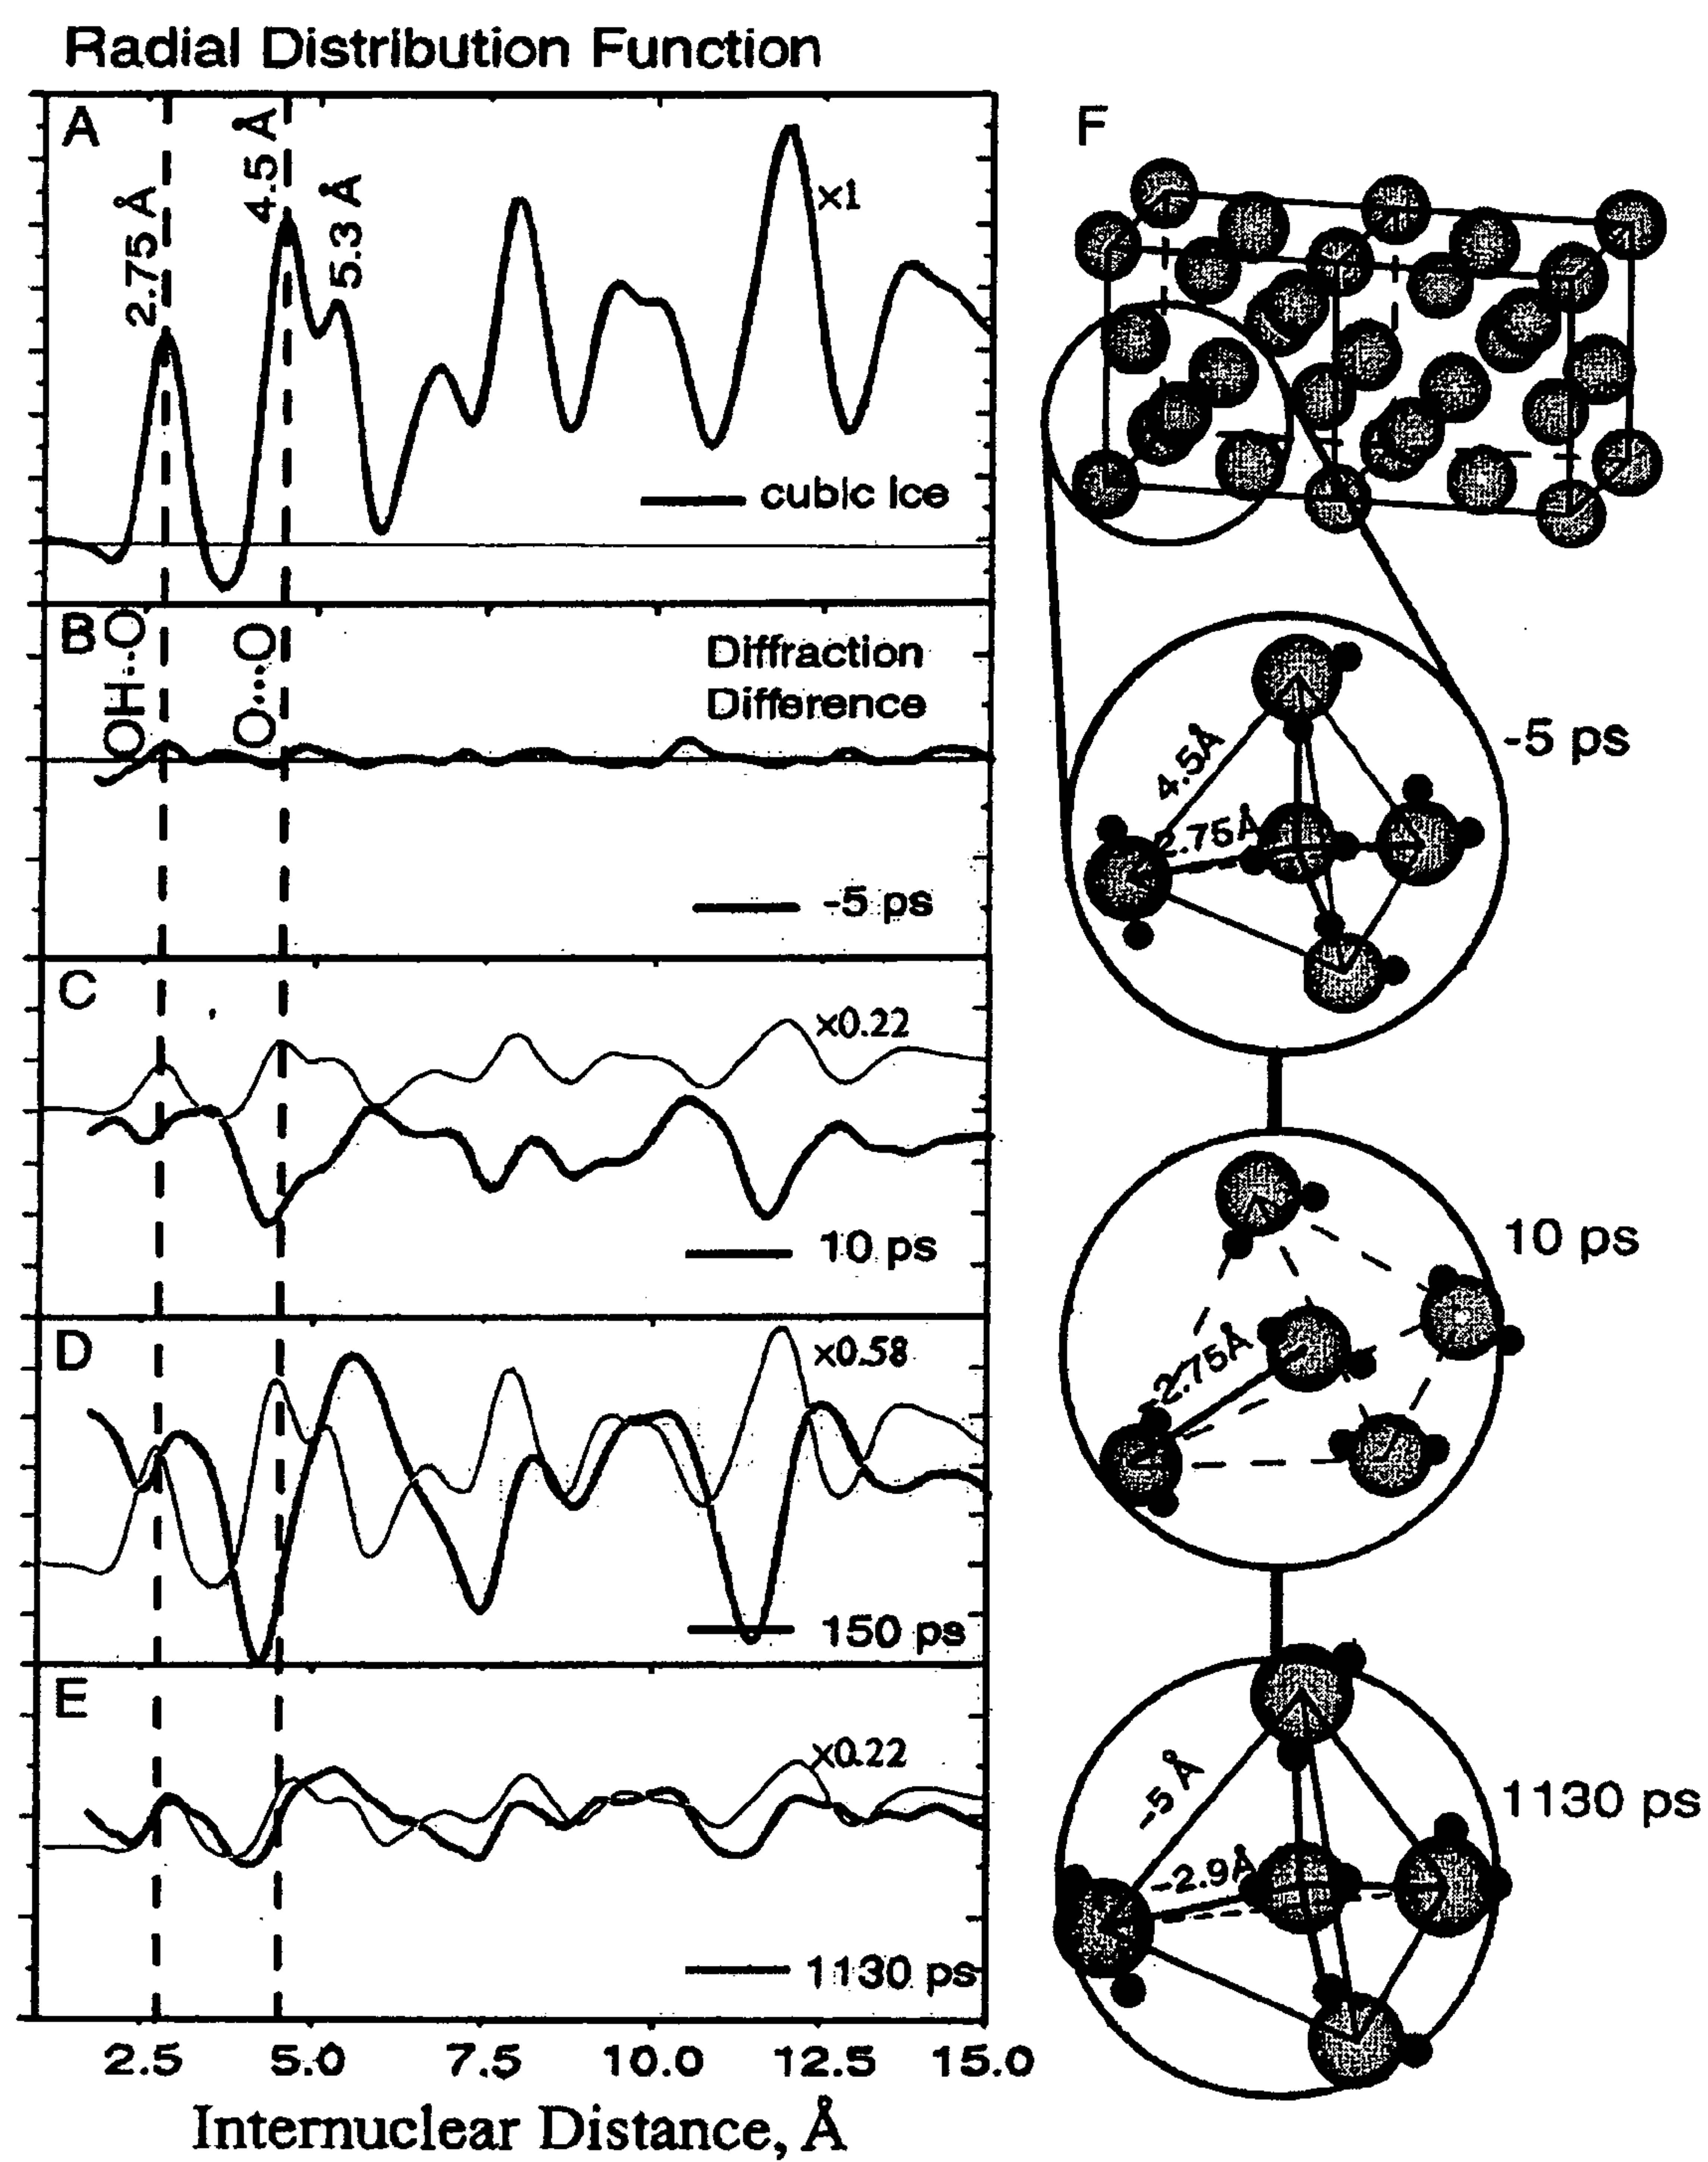 Radial Distribution Function
A
2.75 Å
4.5 Å
5.3 Å
×1
cubic ice
B
OH··O
O····O
Diffraction
Difference
-5 ps
C
×0.22
10 ps
D
×0.58
150 ps
E
×0.22
1130 ps
2.5 5.0 7.5 10.0 12.5 15.0
Internuclear Distance, Å
F
4.5Å
2.75Å
-5 ps
~2.75Å
10 ps
~5 Å
~2.9Å
1130 ps